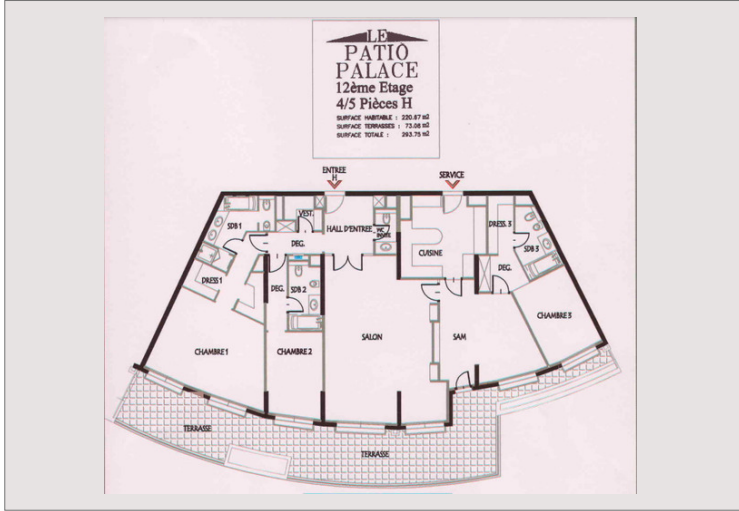 LE
PATIO
PALACE
12ème Etage
4/5 Pièces H
SURFACE HABITABLE : 220.67 m2
SURFACE TERRASSES : 73.08 m2
SURFACE TOTALE : 293.75 m2
ENTREE
H
SERVICE
SDB 1
VEST.
HALL D'ENTREE
WC
INVITE
CUISINE
DRESS. 3
SDB 3
DEG.
DEG.
DRESS 1
DEG.
SDB 2
CHAMBRE 1
CHAMBRE 2
SALON
SAM
CHAMBRE 3
TERRASSE
TERRASSE